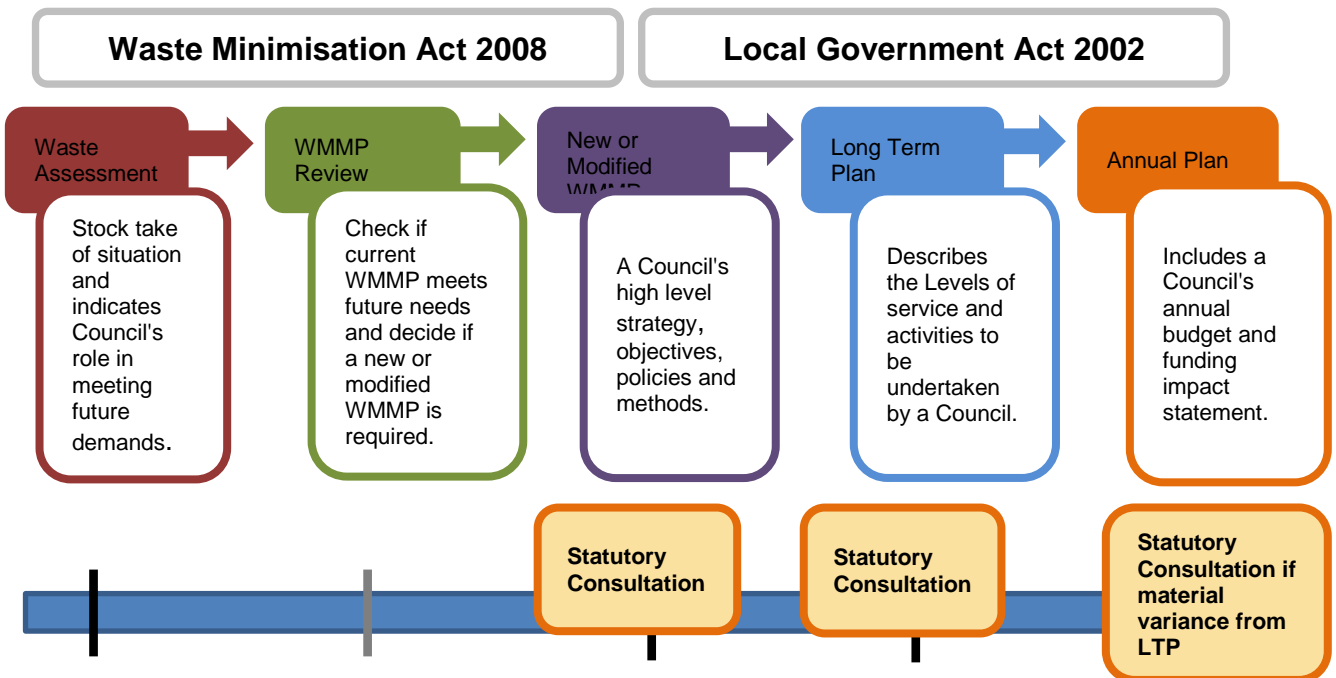 Waste Minimisation Act 2008
Local Government Act 2002
Waste
Assessment
Stock take
of situation
and
indicates
Council's
role in
meeting
future
demands.
WMMP
Review
Check if
current
WMMP meets
future needs
and decide if
a new or
modified
WMMP is
required.
New or
Modified
WMMP
A Council's
high level
strategy,
objectives,
policies and
methods.
Long Term
Plan
Describes
the Levels of
service and
activities to
be
undertaken
by a Council.
Annual Plan
Includes a
Council's
annual
budget and
funding
impact
statement.
Statutory
Consultation
Statutory
Consultation
Statutory
Consultation if
material
variance from
LTP